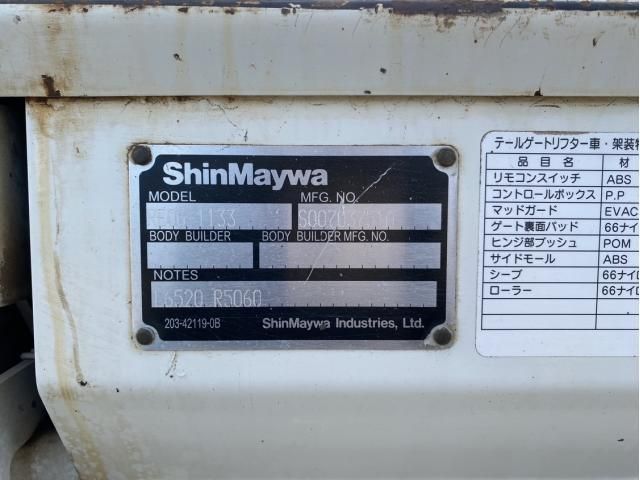 ShinMaywa
MODEL MFG. NO.
BODY BUILDER BODY BUILDER MFG. NO.
NOTES
L6520 R5060
203-42119-0B ShinMaywa Industries, Ltd.
テールゲートリフター車・架装物
品 名 材
リモコンスイッチ ABS
コントロールボックス P.P
マッドガード EVAC
ゲート裏面パッド 66ナイ
ヒンジ部ブッシュ POM
サイドモール ABS
シーブ 66ナイロ
ローラー 66ナイロ